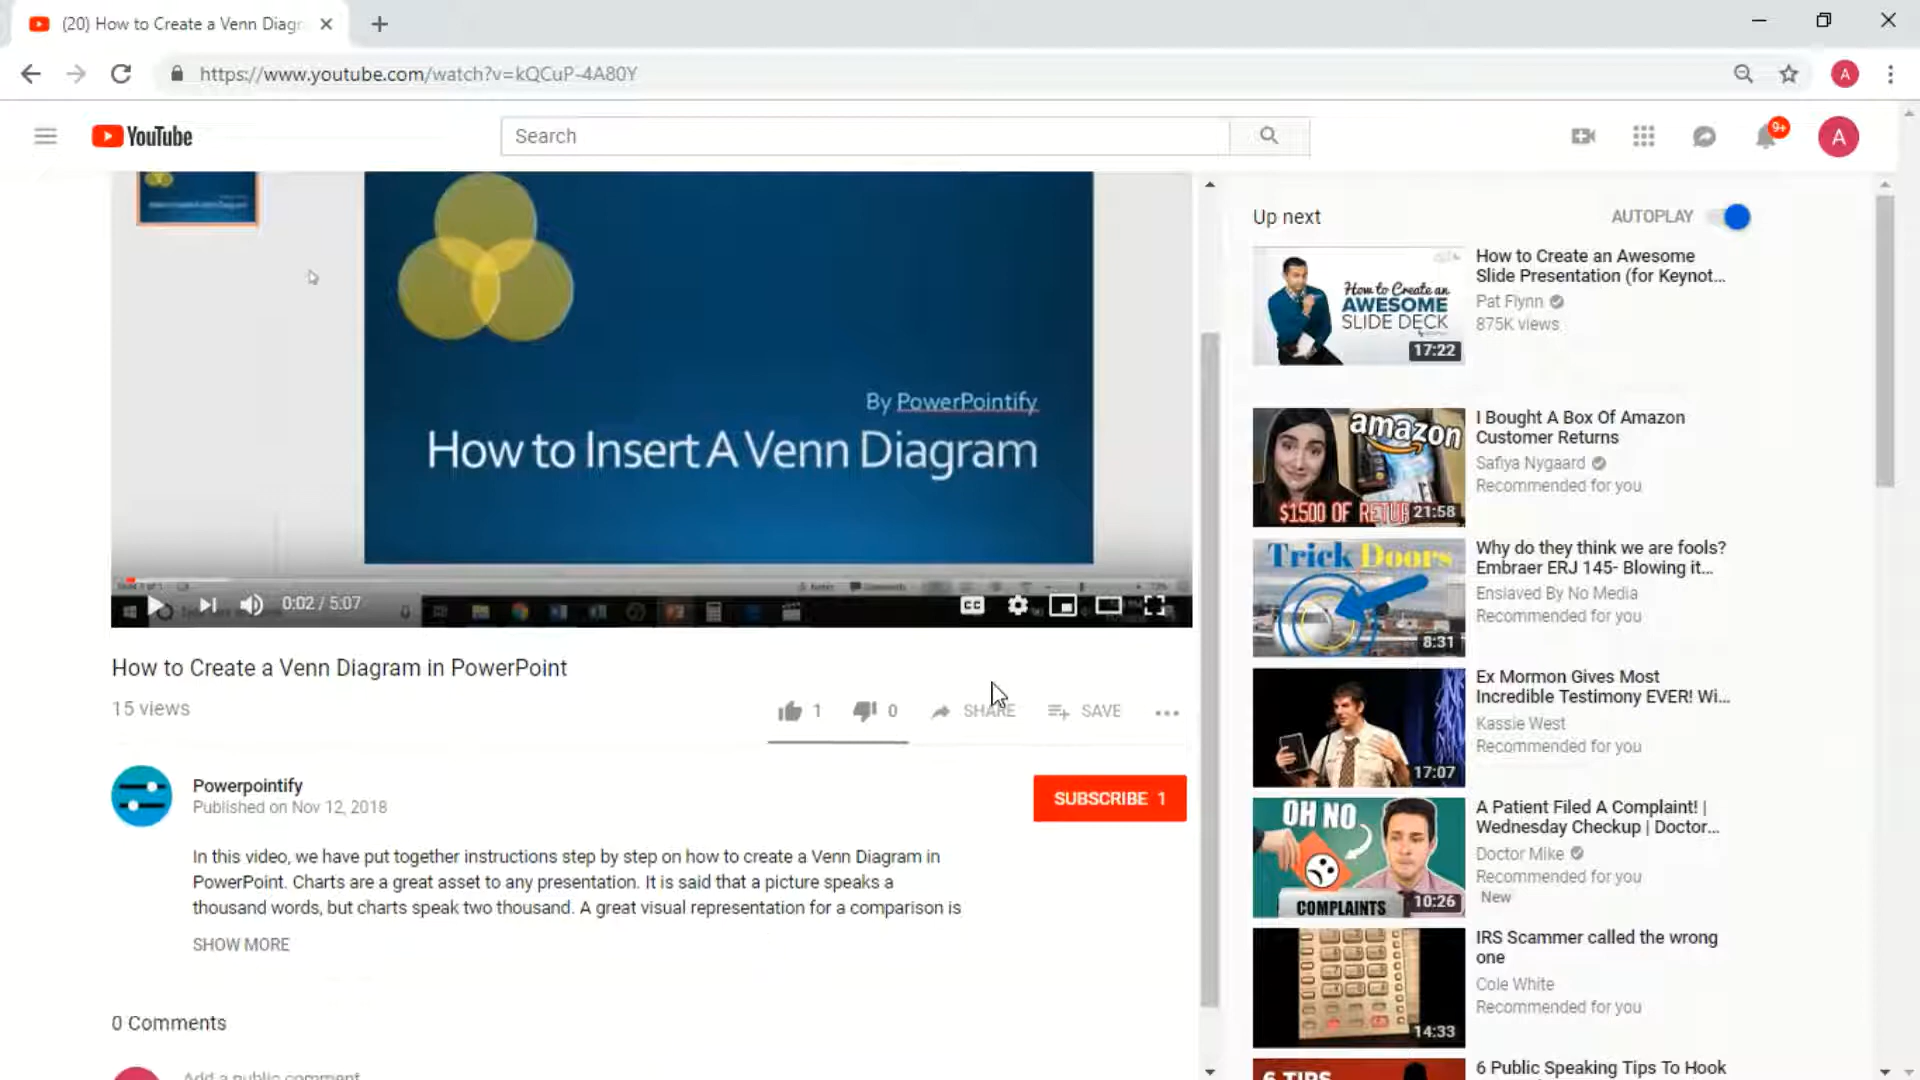 (20) How to Create a Venn Diagr
https://www.youtube.com/watch?v=kQCuP-4A80Y
A
YouTube
Search
9+
A
By PowerPointify
How to Insert A Venn Diagram
0:02 / 5:07
CC
How to Create a Venn Diagram in PowerPoint
15 views
1
0
SHARE
SAVE
Powerpointify
Published on Nov 12, 2018
SUBSCRIBE 1
In this video, we have put together instructions step by step on how to create a Venn Diagram in
PowerPoint. Charts are a great asset to any presentation. It is said that a picture speaks a
thousand words, but charts speak two thousand. A great visual representation for a comparison is
SHOW MORE
0 Comments
Add a public comment
Up next
AUTOPLAY
How to Create an
AWESOME
SLIDE DECK
17:22
How to Create an Awesome
Slide Presentation (for Keynot...
Pat Flynn
875K views
amazon
$1500 OF RETUR
21:58
I Bought A Box Of Amazon
Customer Returns
Safiya Nygaard
Recommended for you
Trick Doors
8:31
Why do they think we are fools?
Embraer ERJ 145- Blowing it...
Enslaved By No Media
Recommended for you
17:07
Ex Mormon Gives Most
Incredible Testimony EVER! Wi...
Kassie West
Recommended for you
OH NO
COMPLAINTS
10:26
A Patient Filed A Complaint! |
Wednesday Checkup | Doctor...
Doctor Mike
Recommended for you
New
14:33
IRS Scammer called the wrong
one
Cole White
Recommended for you
6 TIPS
6 Public Speaking Tips To Hook